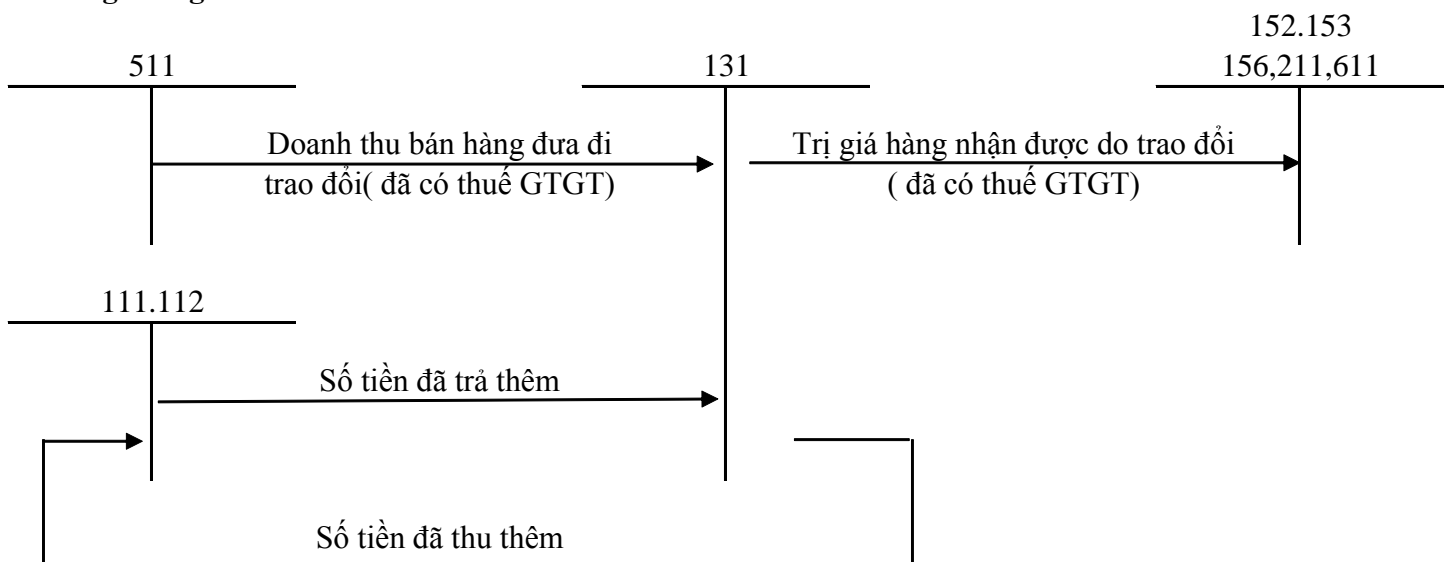 152.153
511
131
156,211,611
Doanh thu bán hàng đưa đi
trao đổi( đã có thuế GTGT)
Trị giá hàng nhận được do trao đổi
( đã có thuế GTGT)
111.112
Số tiền đã trả thêm
Số tiền đã thu thêm